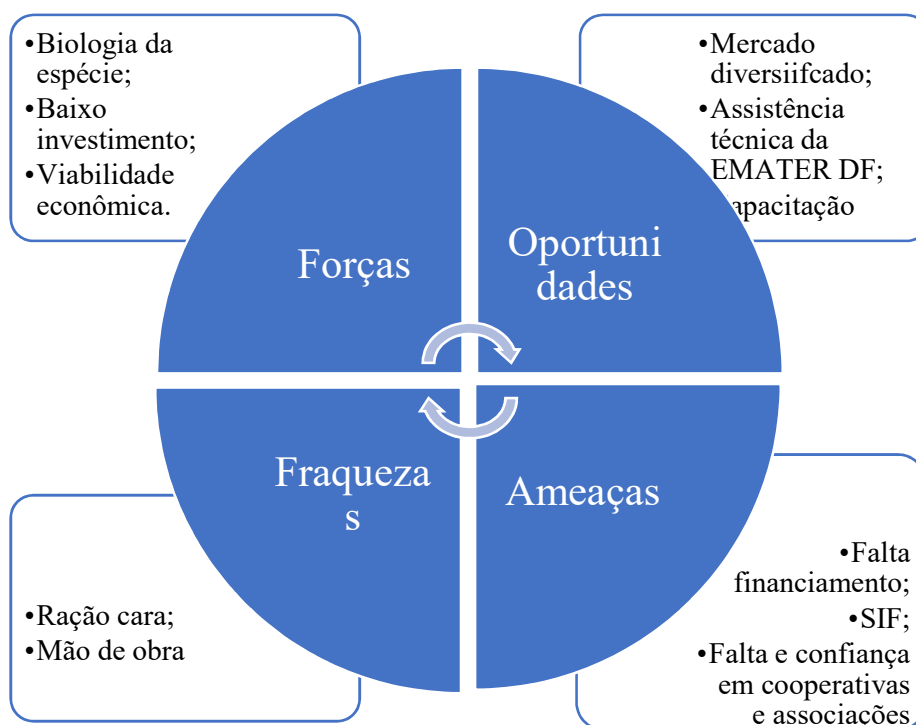 •Biologia da
espécie;
•Baixo
investimento;
•Viabilidade
econômica.
•Mercado
diversiifcado;
•Assistência
técnica da
EMATER DF;
apacitação
Forças
Oportuni
dades
Fraqueza
s
Ameaças
•Ração cara;
•Mão de obra
•Falta
financiamento;
•SIF;
•Falta e confiança
em cooperativas
e associações